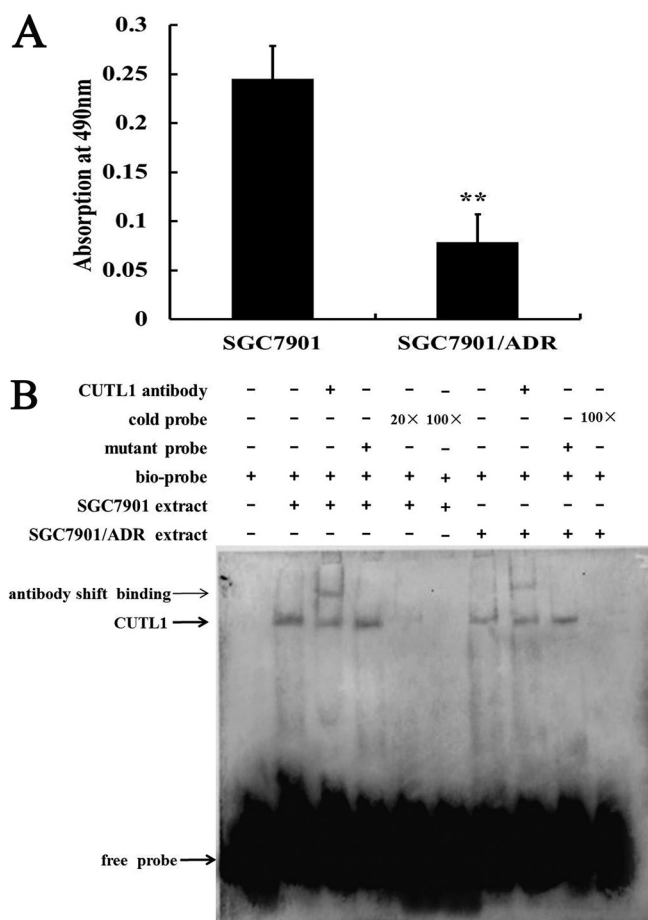 A
Absorption at 490nm
0.3
0.25
0.2
0.15
0.1
0.05
0
**
SGC7901 SGC7901/ADR
B
CUTL1 antibody – – + – – – – + – –
cold probe – – – – 20× 100× – – – 100×
mutant probe – – – + – – – – + –
bio-probe + + + + + + + + + +
SGC7901 extract – + + + + + – – – –
SGC7901/ADR extract – – – – – – + + + +
antibody shift binding
CUTL1
free probe